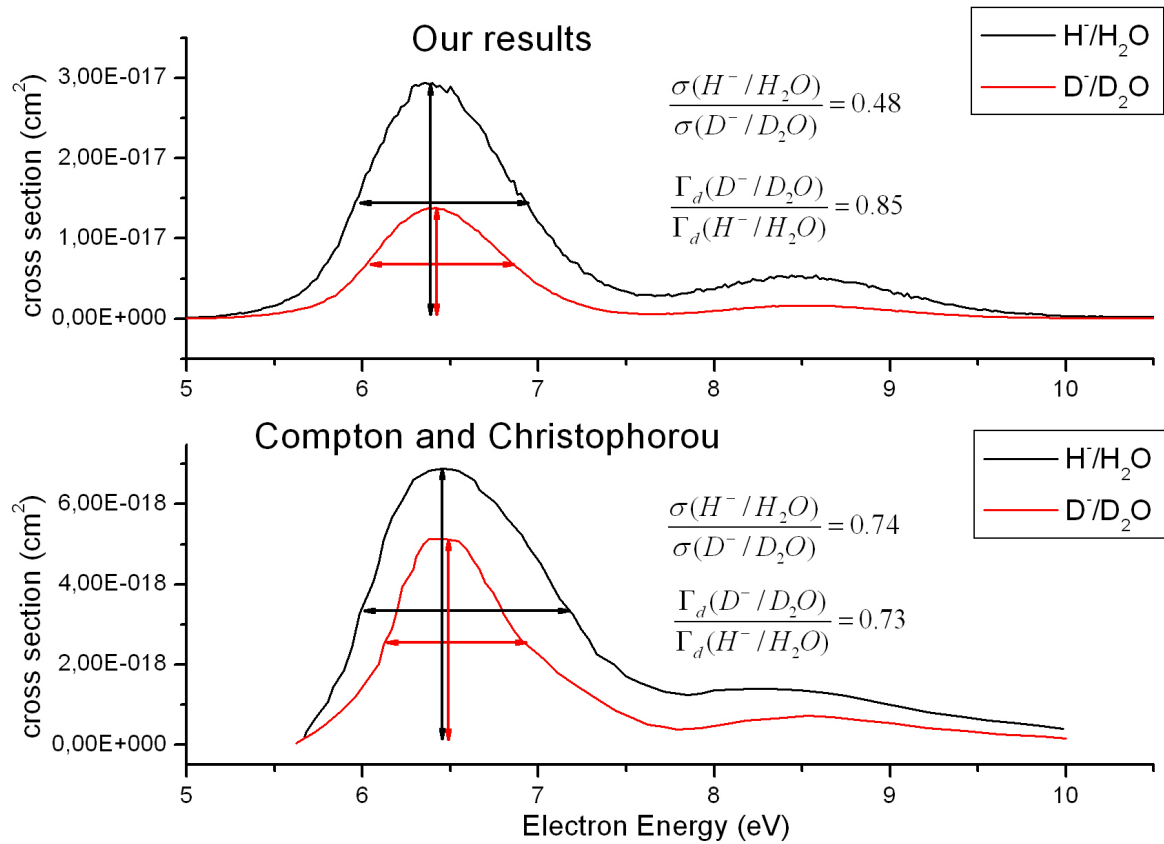 Our results
H⁻/H₂O
D⁻/D₂O
σ(H⁻/H₂O)/σ(D⁻/D₂O) = 0.48
Γd(D⁻/D₂O)/Γd(H⁻/H₂O) = 0.85
cross section (cm²)
3,00E-017
2,00E-017
1,00E-017
0,00E+000
5 6 7 8 9 10
Compton and Christophorou
H⁻/H₂O
D⁻/D₂O
σ(H⁻/H₂O)/σ(D⁻/D₂O) = 0.74
Γd(D⁻/D₂O)/Γd(H⁻/H₂O) = 0.73
cross section (cm²)
6,00E-018
4,00E-018
2,00E-018
0,00E+000
5 6 7 8 9 10
Electron Energy (eV)